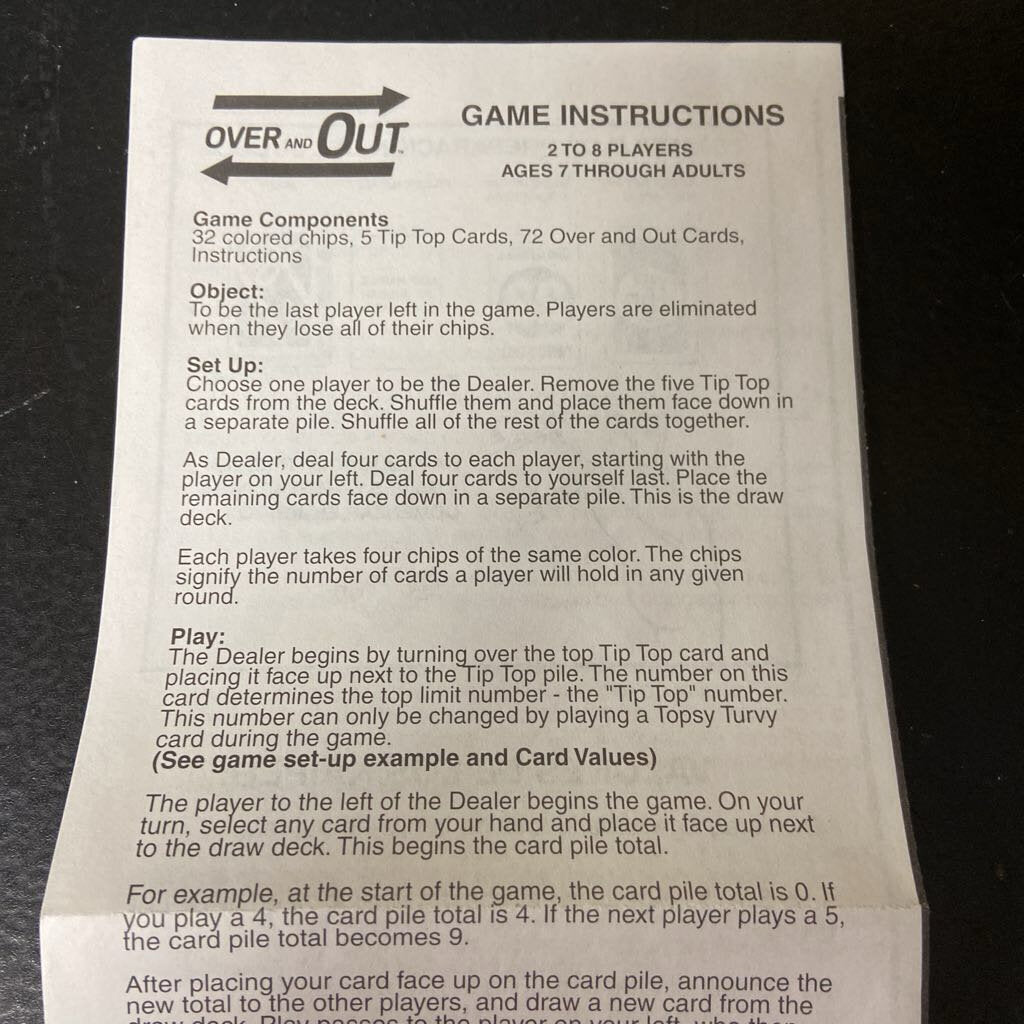 OVER AND OUT™
GAME INSTRUCTIONS
2 TO 8 PLAYERS
AGES 7 THROUGH ADULTS
Game Components
32 colored chips, 5 Tip Top Cards, 72 Over and Out Cards,
Instructions
Object:
To be the last player left in the game. Players are eliminated
when they lose all of their chips.
Set Up:
Choose one player to be the Dealer. Remove the five Tip Top
cards from the deck. Shuffle them and place them face down in
a separate pile. Shuffle all of the rest of the cards together.
As Dealer, deal four cards to each player, starting with the
player on your left. Deal four cards to yourself last. Place the
remaining cards face down in a separate pile. This is the draw
deck.
Each player takes four chips of the same color. The chips
signify the number of cards a player will hold in any given
round.
Play:
The Dealer begins by turning over the top Tip Top card and
placing it face up next to the Tip Top pile. The number on this
card determines the top limit number - the "Tip Top" number.
This number can only be changed by playing a Topsy Turvy
card during the game.
(See game set-up example and Card Values)
The player to the left of the Dealer begins the game. On your
turn, select any card from your hand and place it face up next
to the draw deck. This begins the card pile total.
For example, at the start of the game, the card pile total is 0. If
you play a 4, the card pile total is 4. If the next player plays a 5,
the card pile total becomes 9.
After placing your card face up on the card pile, announce the
new total to the other players, and draw a new card from the
draw deck. Play passes to the player on your left, who then